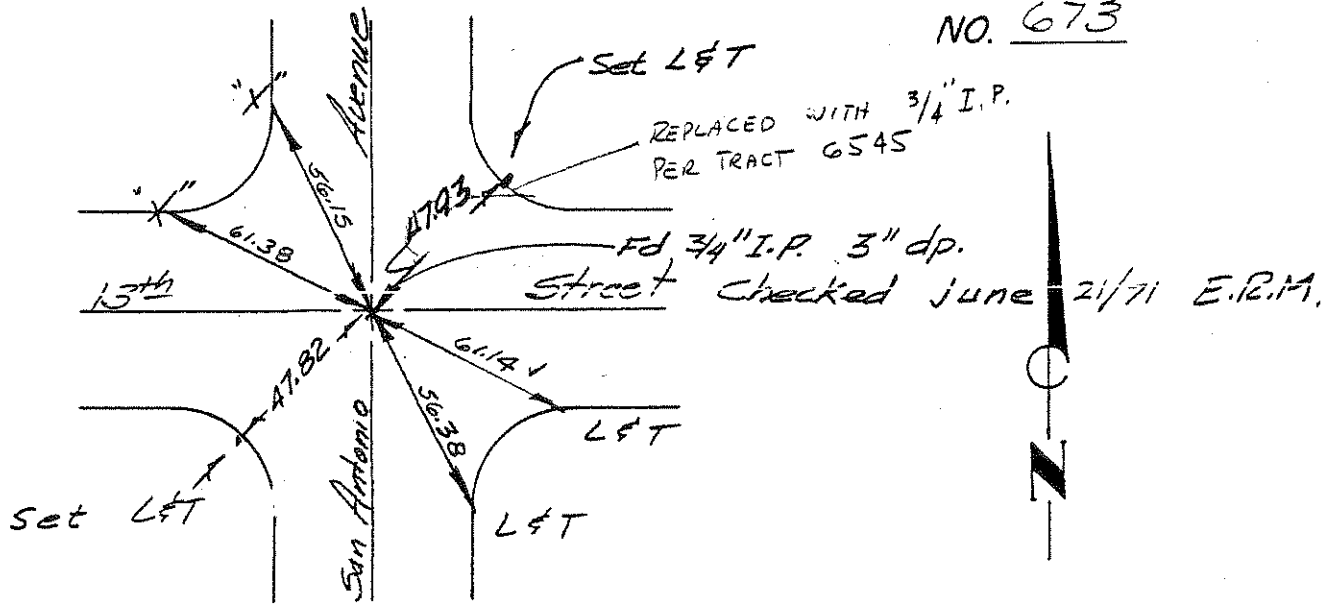 NO. 673
Set L&T
"X"
Avenue
REPLACED WITH 3/4" I.P.
PER TRACT 6545
56.15
47.93
"X"
61.38
Fd 3/4" I.P. 3" dp.
Street Checked june 21/71 E.R.M.
61.14 ✓
47.82
56.38
L&T
San Antonio
Set L&T
L&T
C
N